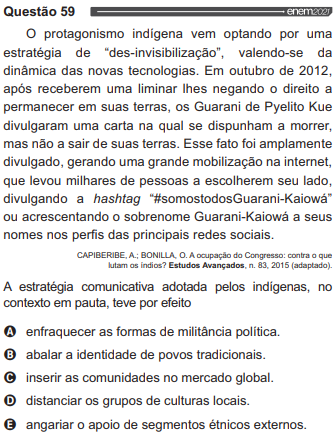 Questão 59 enem2021
O protagonismo indígena vem optando por uma
estratégia de “des-invisibilização”, valendo-se da
dinâmica das novas tecnologias. Em outubro de 2012,
após receberem uma liminar lhes negando o direito a
permanecer em suas terras, os Guarani de Pyelito Kue
divulgaram uma carta na qual se dispunham a morrer,
mas não a sair de suas terras. Esse fato foi amplamente
divulgado, gerando uma grande mobilização na internet,
que levou milhares de pessoas a escolherem seu lado,
divulgando a hashtag “#somostodosGuarani-Kaiowá”
ou acrescentando o sobrenome Guarani-Kaiowá a seus
nomes nos perfis das principais redes sociais.
CAPIBERIBE, A.; BONILLA, O. A ocupação do Congresso: contra o que
lutam os índios? Estudos Avançados, n. 83, 2015 (adaptado).
A estratégia comunicativa adotada pelos indígenas, no
contexto em pauta, teve por efeito
A enfraquecer as formas de militância política.
B abalar a identidade de povos tradicionais.
C inserir as comunidades no mercado global.
D distanciar os grupos de culturas locais.
E angariar o apoio de segmentos étnicos externos.